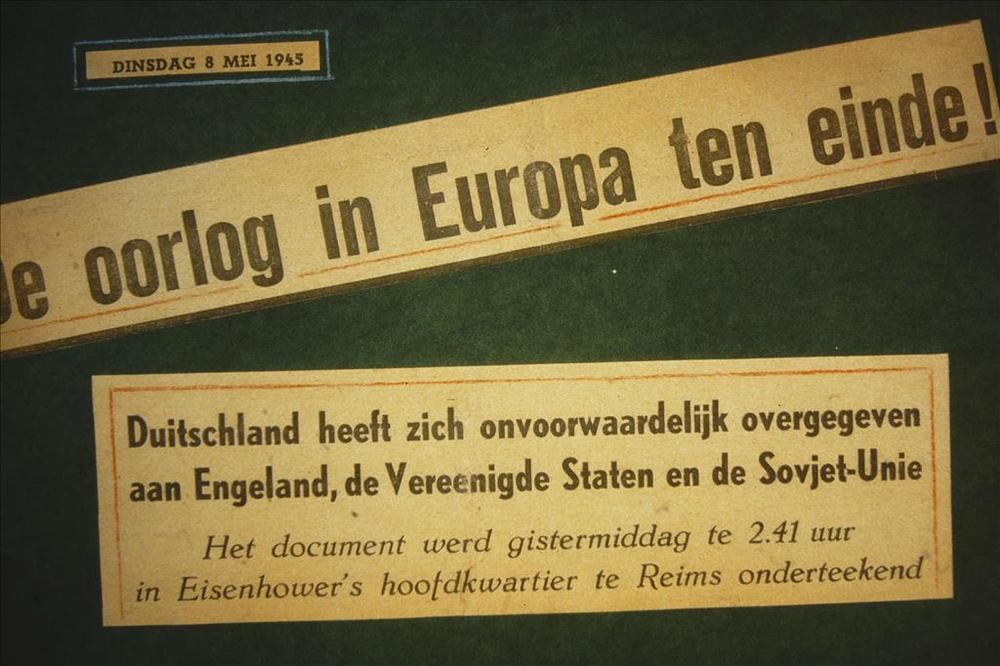 DINSDAG 8 MEI 1945
De oorlog in Europa ten einde!
Duitschland heeft zich onvoorwaardelijk overgegeven
aan Engeland, de Vereenigde Staten en de Sovjet-Unie
Het document werd gistermiddag te 2.41 uur
in Eisenhower's hoofdkwartier te Reims onderteekend